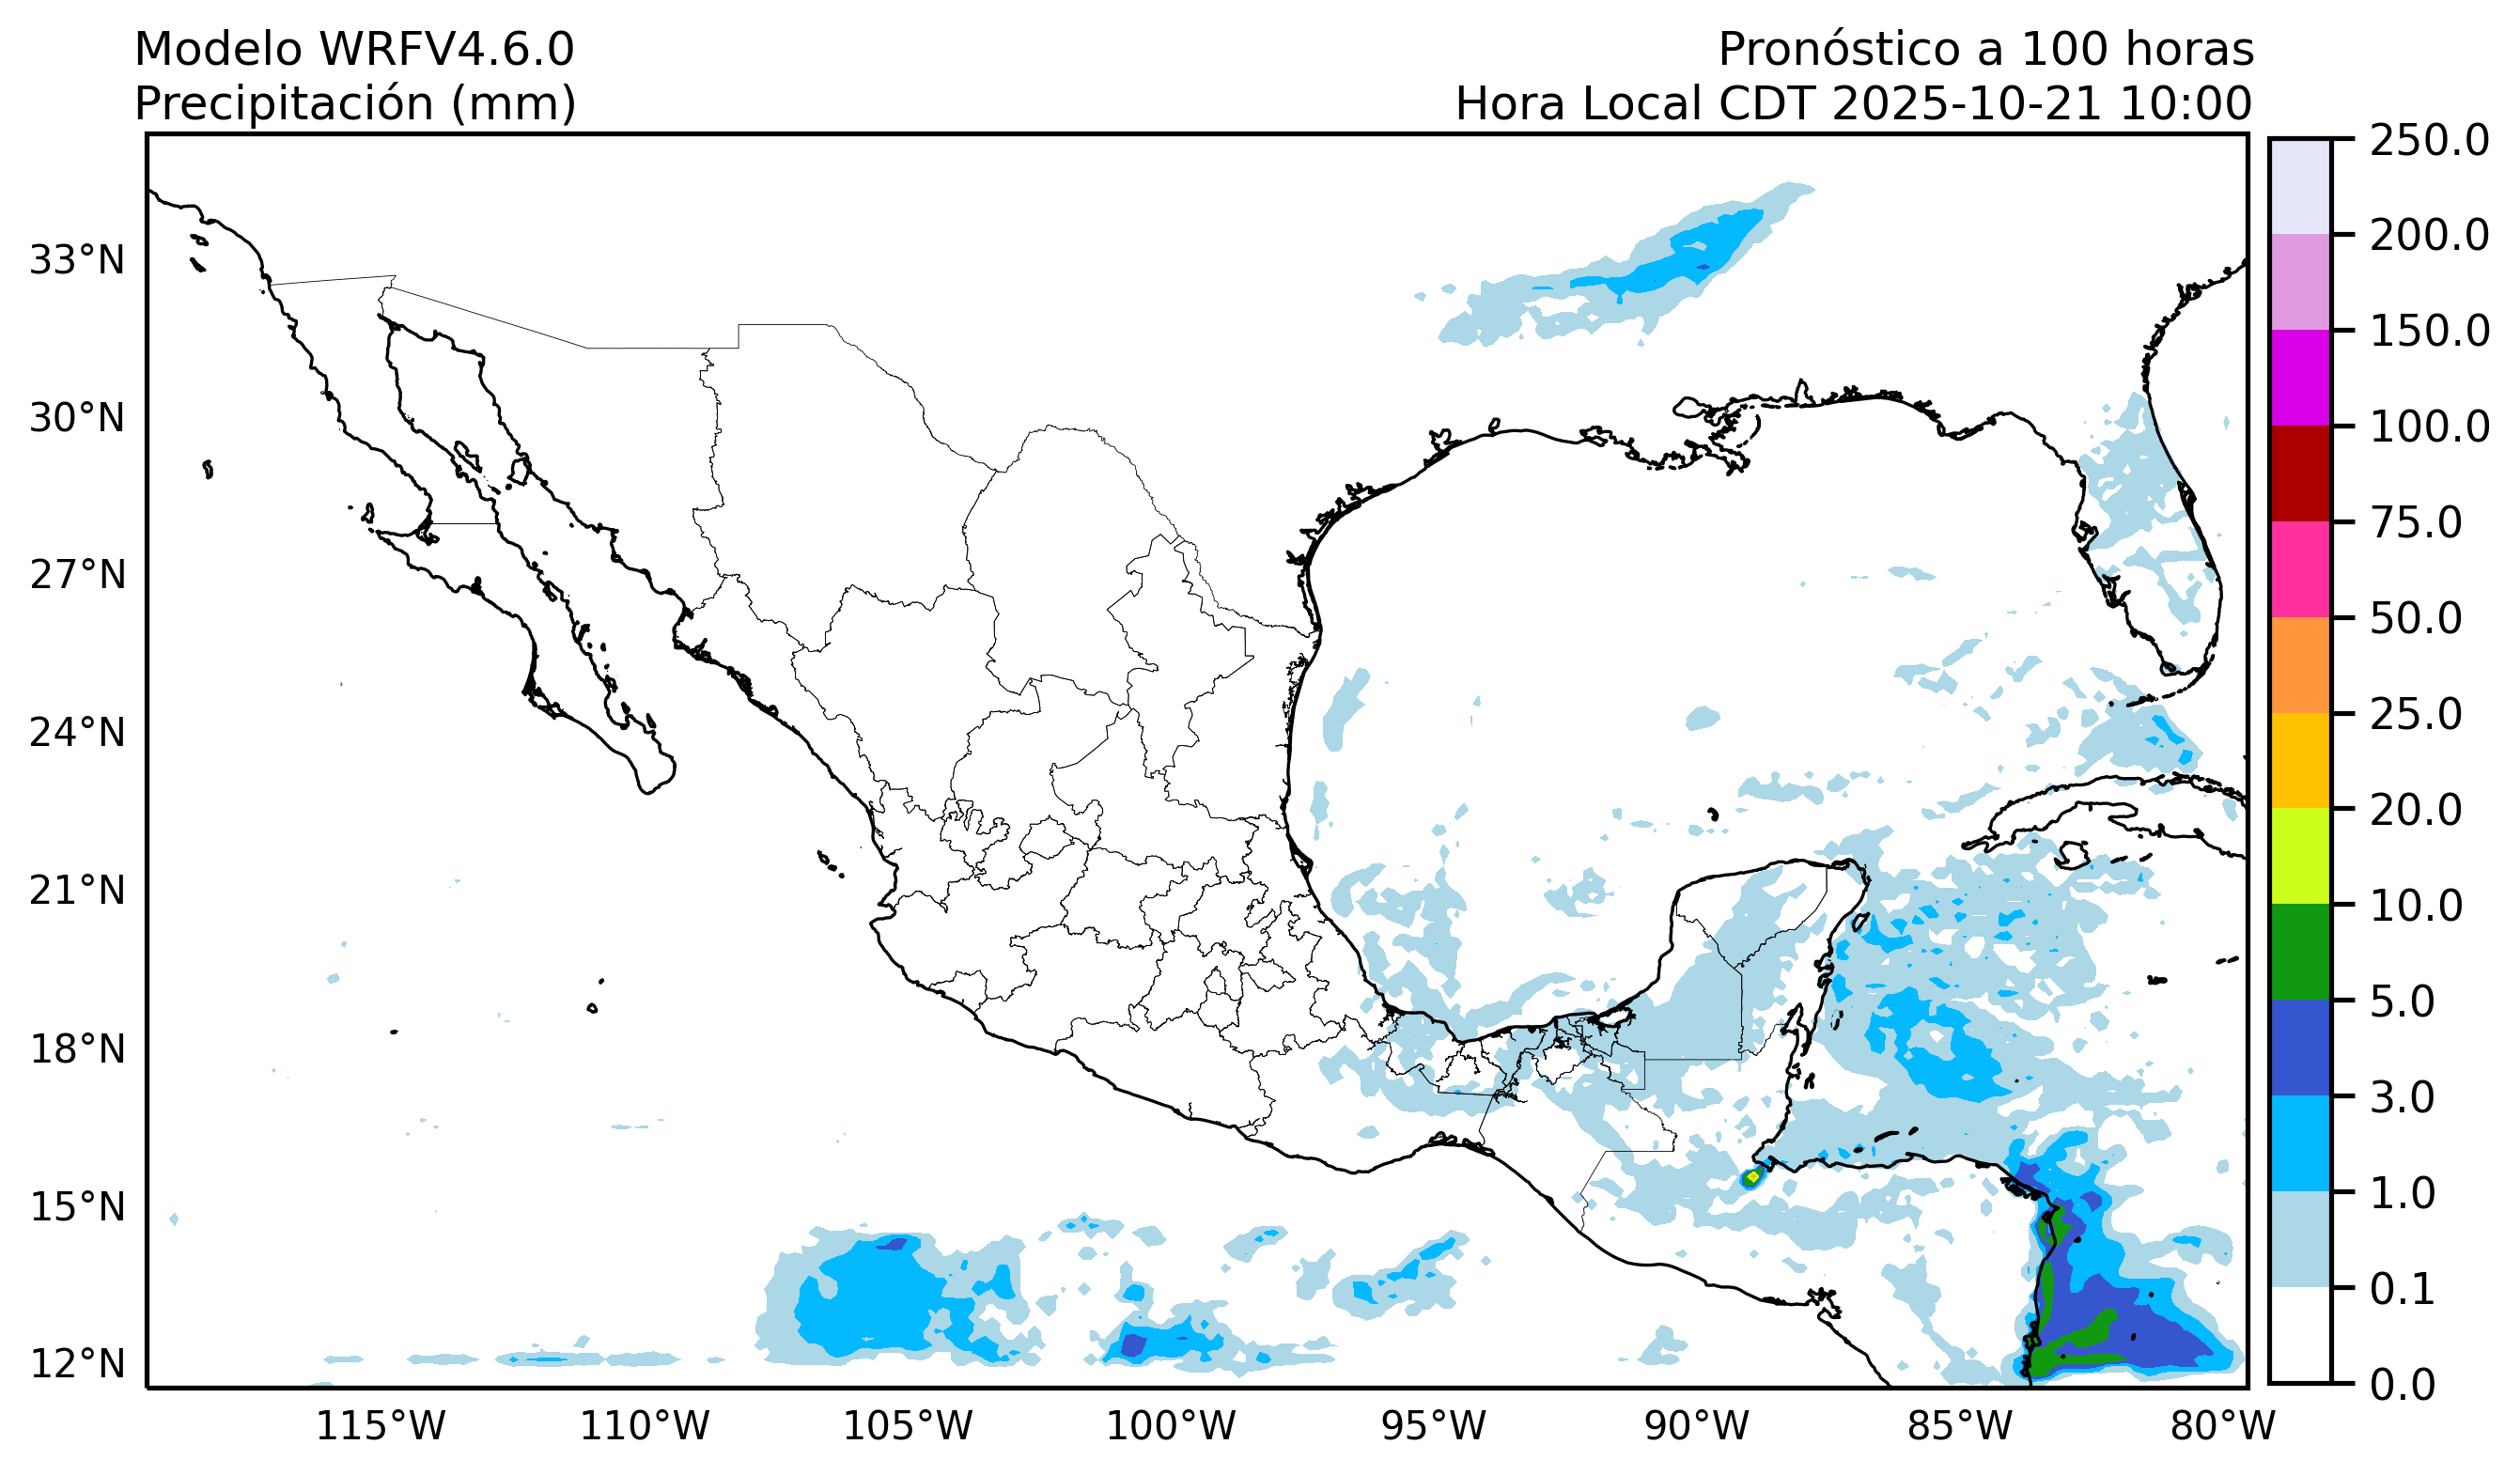 Modelo WRFV4.6.0
Precipitación (mm)
Pronóstico a 100 horas
Hora Local CDT 2025-10-21 10:00
33°N
30°N
27°N
24°N
21°N
18°N
15°N
12°N
115°W
110°W
105°W
100°W
95°W
90°W
85°W
80°W
250.0
200.0
150.0
100.0
75.0
50.0
25.0
20.0
10.0
5.0
3.0
1.0
0.1
0.0